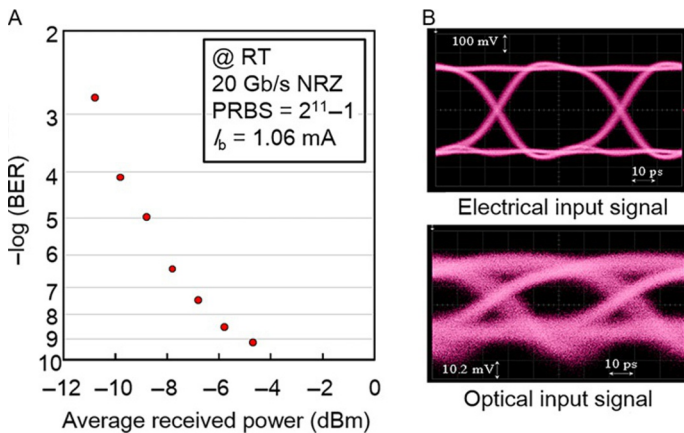 A
2
3
4
5
6
7
8
9
10
–log (BER)
@ RT
20 Gb/s NRZ
PRBS = 2¹¹–1
I_b = 1.06 mA
–12 –10 –8 –6 –4 –2 0
Average received power (dBm)
B
100 mV
10 ps
Electrical input signal
10.2 mV
10 ps
Optical input signal